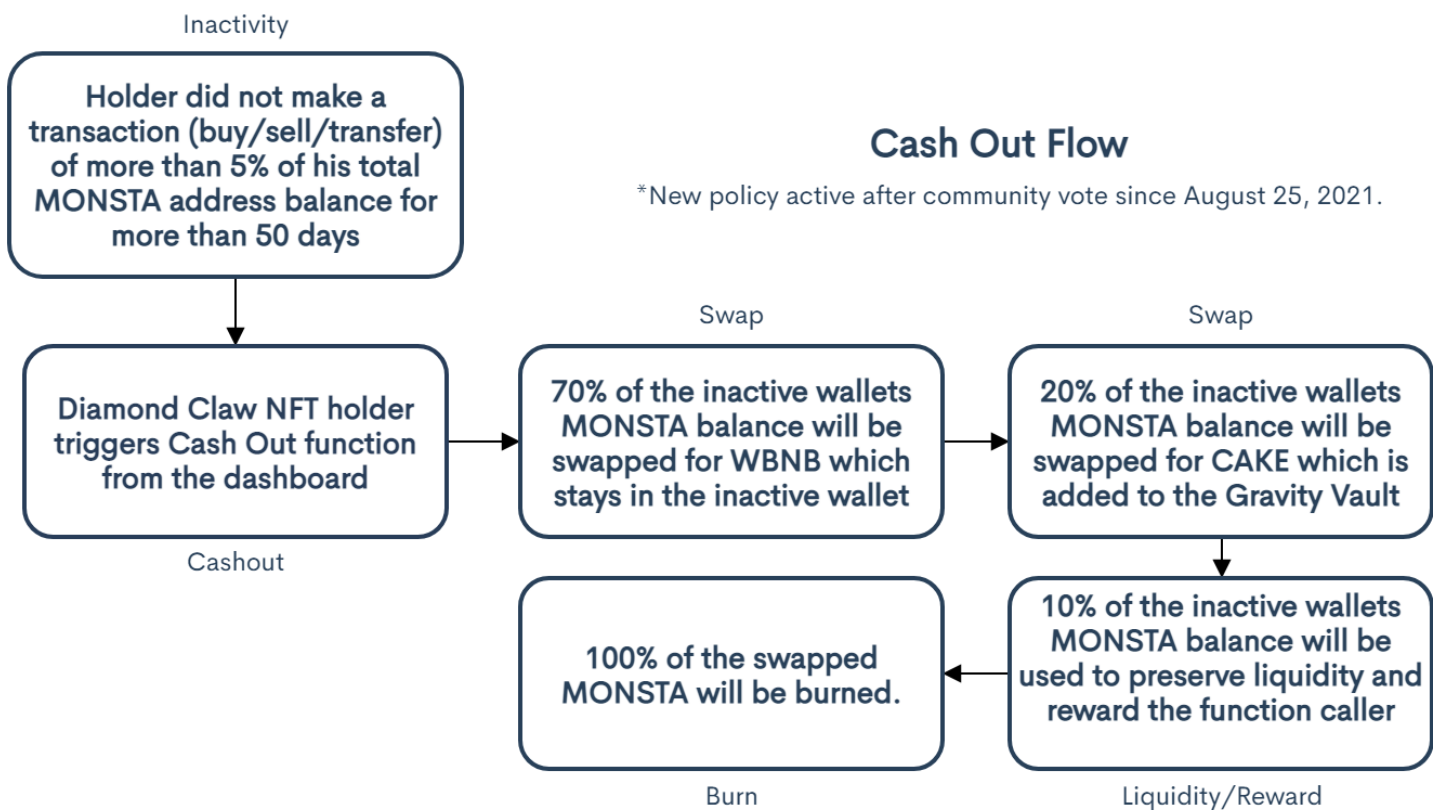 Inactivity
Holder did not make a
transaction (buy/sell/transfer)
of more than 5% of his total
MONSTA address balance for
more than 50 days
Cash Out Flow
*New policy active after community vote since August 25, 2021.
Diamond Claw NFT holder
triggers Cash Out function
from the dashboard
Cashout
Swap
70% of the inactive wallets
MONSTA balance will be
swapped for WBNB which
stays in the inactive wallet
Swap
20% of the inactive wallets
MONSTA balance will be
swapped for CAKE which is
added to the Gravity Vault
10% of the inactive wallets
MONSTA balance will be
used to preserve liquidity and
reward the function caller
Liquidity/Reward
100% of the swapped
MONSTA will be burned.
Burn